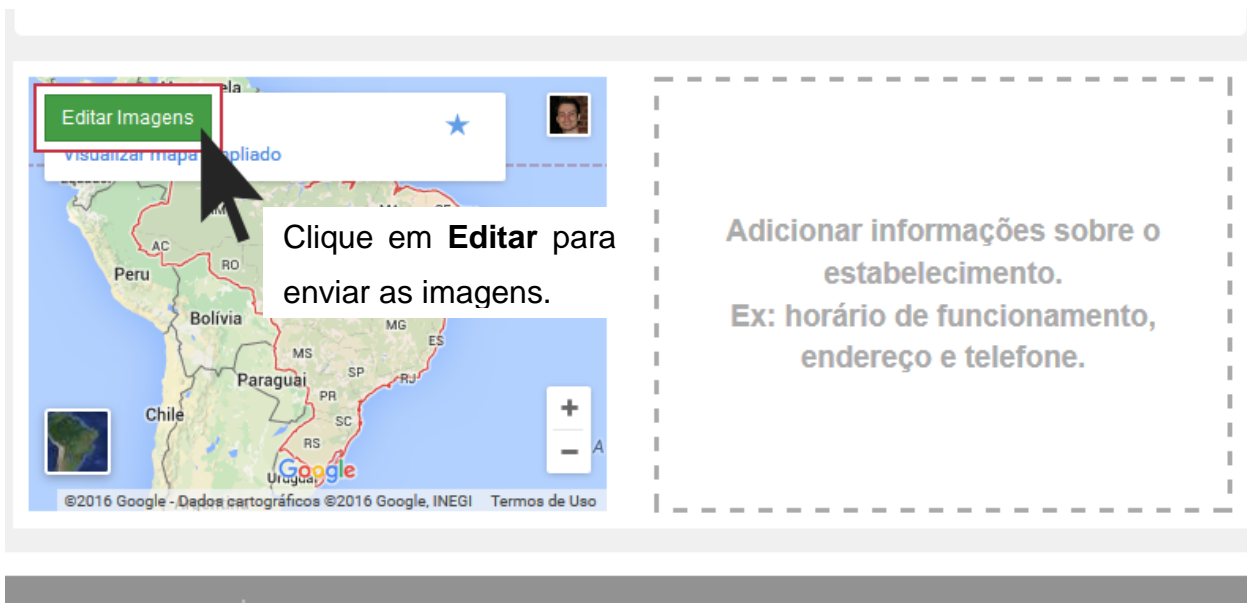 Editar Imagens
Visualizar mapa ampliado
Clique em Editar para
enviar as imagens.
AC
RO
Peru
Bolívia
MG
ES
MS
SP
RJ
Paraguai
PR
Chile
SC
RS
Uruguai
Google
+
−
©2016 Google - Dados cartográficos ©2016 Google, INEGI Termos de Uso
Adicionar informações sobre o
estabelecimento.
Ex: horário de funcionamento,
endereço e telefone.